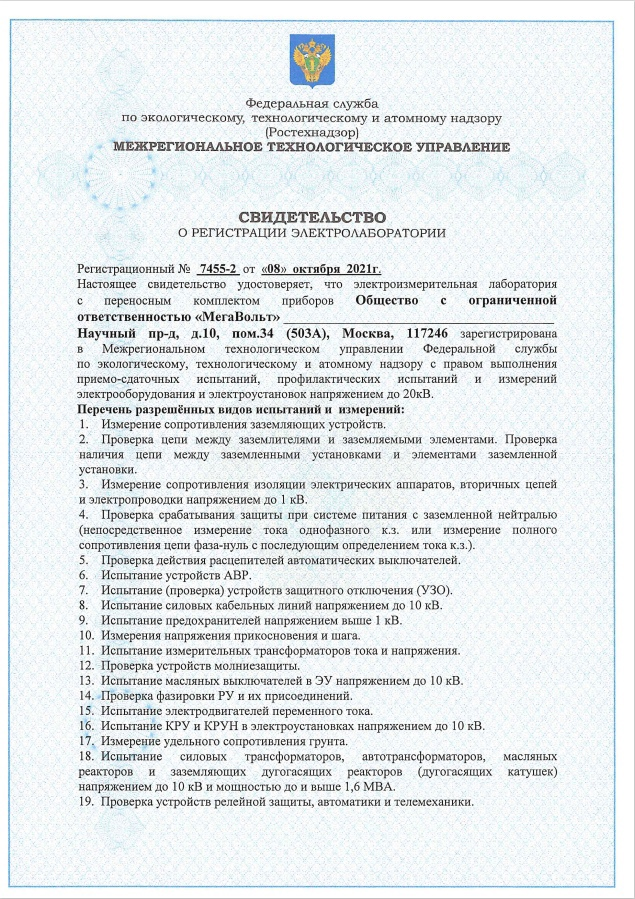 Федеральная служба
по экологическому, технологическому и атомному надзору
(Ростехнадзор)
МЕЖРЕГИОНАЛЬНОЕ ТЕХНОЛОГИЧЕСКОЕ УПРАВЛЕНИЕ
СВИДЕТЕЛЬСТВО
О РЕГИСТРАЦИИ ЭЛЕКТРОЛАБОРАТОРИИ
Регистрационный № 7455-2 от «08» октября 2021г.
Настоящее свидетельство удостоверяет, что электроизмерительная лаборатория
с переносным комплектом приборов Общество с ограниченной
ответственностью «МегаВольт»
Научный пр-д, д.10, пом.34 (503А), Москва, 117246 зарегистрирована
в Межрегиональном технологическом управлении Федеральной службы
по экологическому, технологическому и атомному надзору с правом выполнения
приемо-сдаточных испытаний, профилактических испытаний и измерений
электрооборудования и электроустановок напряжением до 20кВ.
Перечень разрешённых видов испытаний и измерений:
1. Измерение сопротивления заземляющих устройств.
2. Проверка цепи между заземлителями и заземляемыми элементами. Проверка
наличия цепи между заземленными установками и элементами заземленной
установки.
3. Измерение сопротивления изоляции электрических аппаратов, вторичных цепей
и электропроводки напряжением до 1 кВ.
4. Проверка срабатывания защиты при системе питания с заземленной нейтралью
(непосредственное измерение тока однофазного к.з. или измерение полного
сопротивления цепи фаза-нуль с последующим определением тока к.з.).
5. Проверка действия расцепителей автоматических выключателей.
6. Испытание устройств АВР.
7. Испытание (проверка) устройств защитного отключения (УЗО).
8. Испытание силовых кабельных линий напряжением до 10 кВ.
9. Испытание предохранителей напряжением выше 1 кВ.
10. Измерения напряжения прикосновения и шага.
11. Испытание измерительных трансформаторов тока и напряжения.
12. Проверка устройств молниезащиты.
13. Испытание масляных выключателей в ЭУ напряжением до 10 кВ.
14. Проверка фазировки РУ и их присоединений.
15. Испытание электродвигателей переменного тока.
16. Испытание КРУ и КРУН в электроустановках напряжением до 10 кВ.
17. Измерение удельного сопротивления грунта.
18. Испытание силовых трансформаторов, автотрансформаторов, масляных
реакторов и заземляющих дугогасящих реакторов (дугогасящих катушек)
напряжением до 10 кВ и мощностью до и выше 1,6 МВА.
19. Проверка устройств релейной защиты, автоматики и телемеханики.